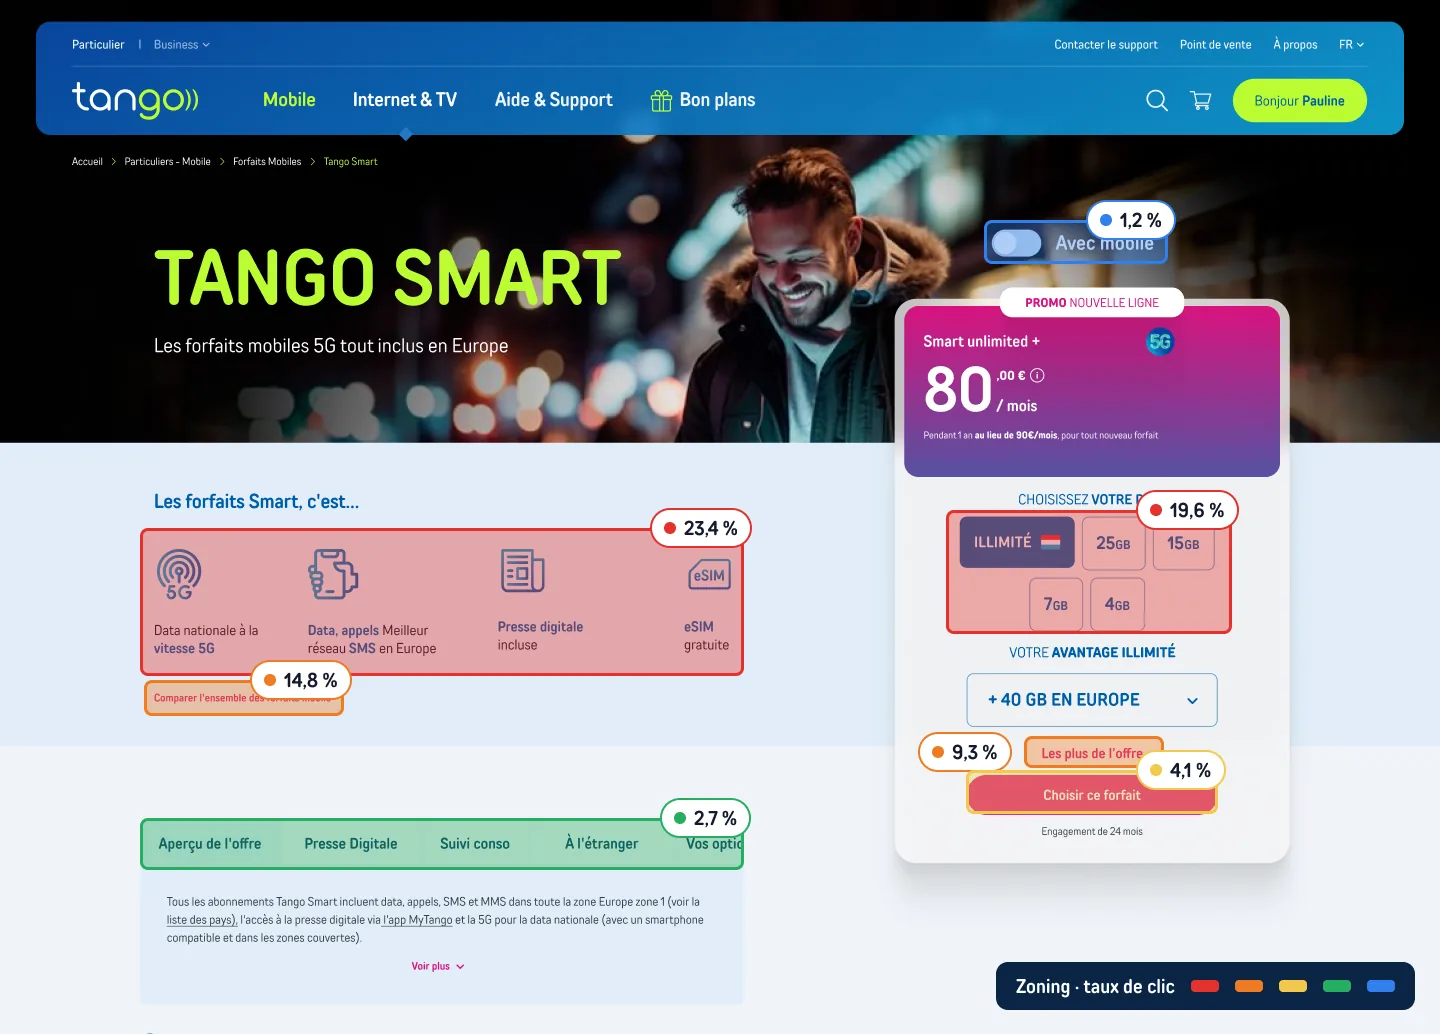 Particulier | Business
Contacter le support Point de vente À propos FR
tango
Mobile Internet & TV Aide & Support Bon plans
Bonjour Pauline
Accueil > Particuliers - Mobile > Forfaits Mobiles > Tango Smart
TANGO SMART
Les forfaits mobiles 5G tout inclus en Europe
1,2 %
Avec mobile
PROMO NOUVELLE LIGNE
Smart unlimited +
5G
80,00 €
/ mois
Pendant 1 an au lieu de 90€/mois, pour tout nouveau forfait
Les forfaits Smart, c'est...
23,4 %
5G
eSIM
Data nationale à la
vitesse 5G
Data, appels Meilleur
réseau SMS en Europe
Presse digitale
incluse
eSIM
gratuite
14,8 %
Comparer l'ensemble des forfaits mobile
CHOISISSEZ VOTRE
19,6 %
ILLIMITÉ 25GB 15GB
7GB 4GB
VOTRE AVANTAGE ILLIMITÉ
+ 40 GB EN EUROPE
9,3 %
Les plus de l'offre
4,1 %
Choisir ce forfait
Engagement de 24 mois
2,7 %
Aperçu de l'offre Presse Digitale Suivi conso À l'étranger Vos optio
Tous les abonnements Tango Smart incluent data, appels, SMS et MMS dans toute la zone Europe zone 1 (voir la
liste des pays), l'accès à la presse digitale via l'app MyTango et la 5G pour la data nationale (avec un smartphone
compatible et dans les zones couvertes).
Voir plus
Zoning · taux de clic